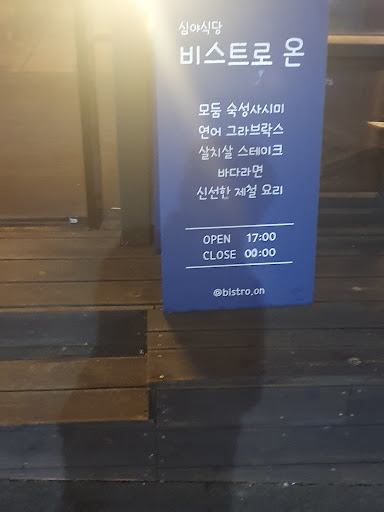 심야식당
비스트로 온
모둠 숙성사시미
연어 그라브락스
살치살 스테이크
바다라면
신선한 제철 요리
OPEN 17:00
CLOSE 00:00
@bistro_on